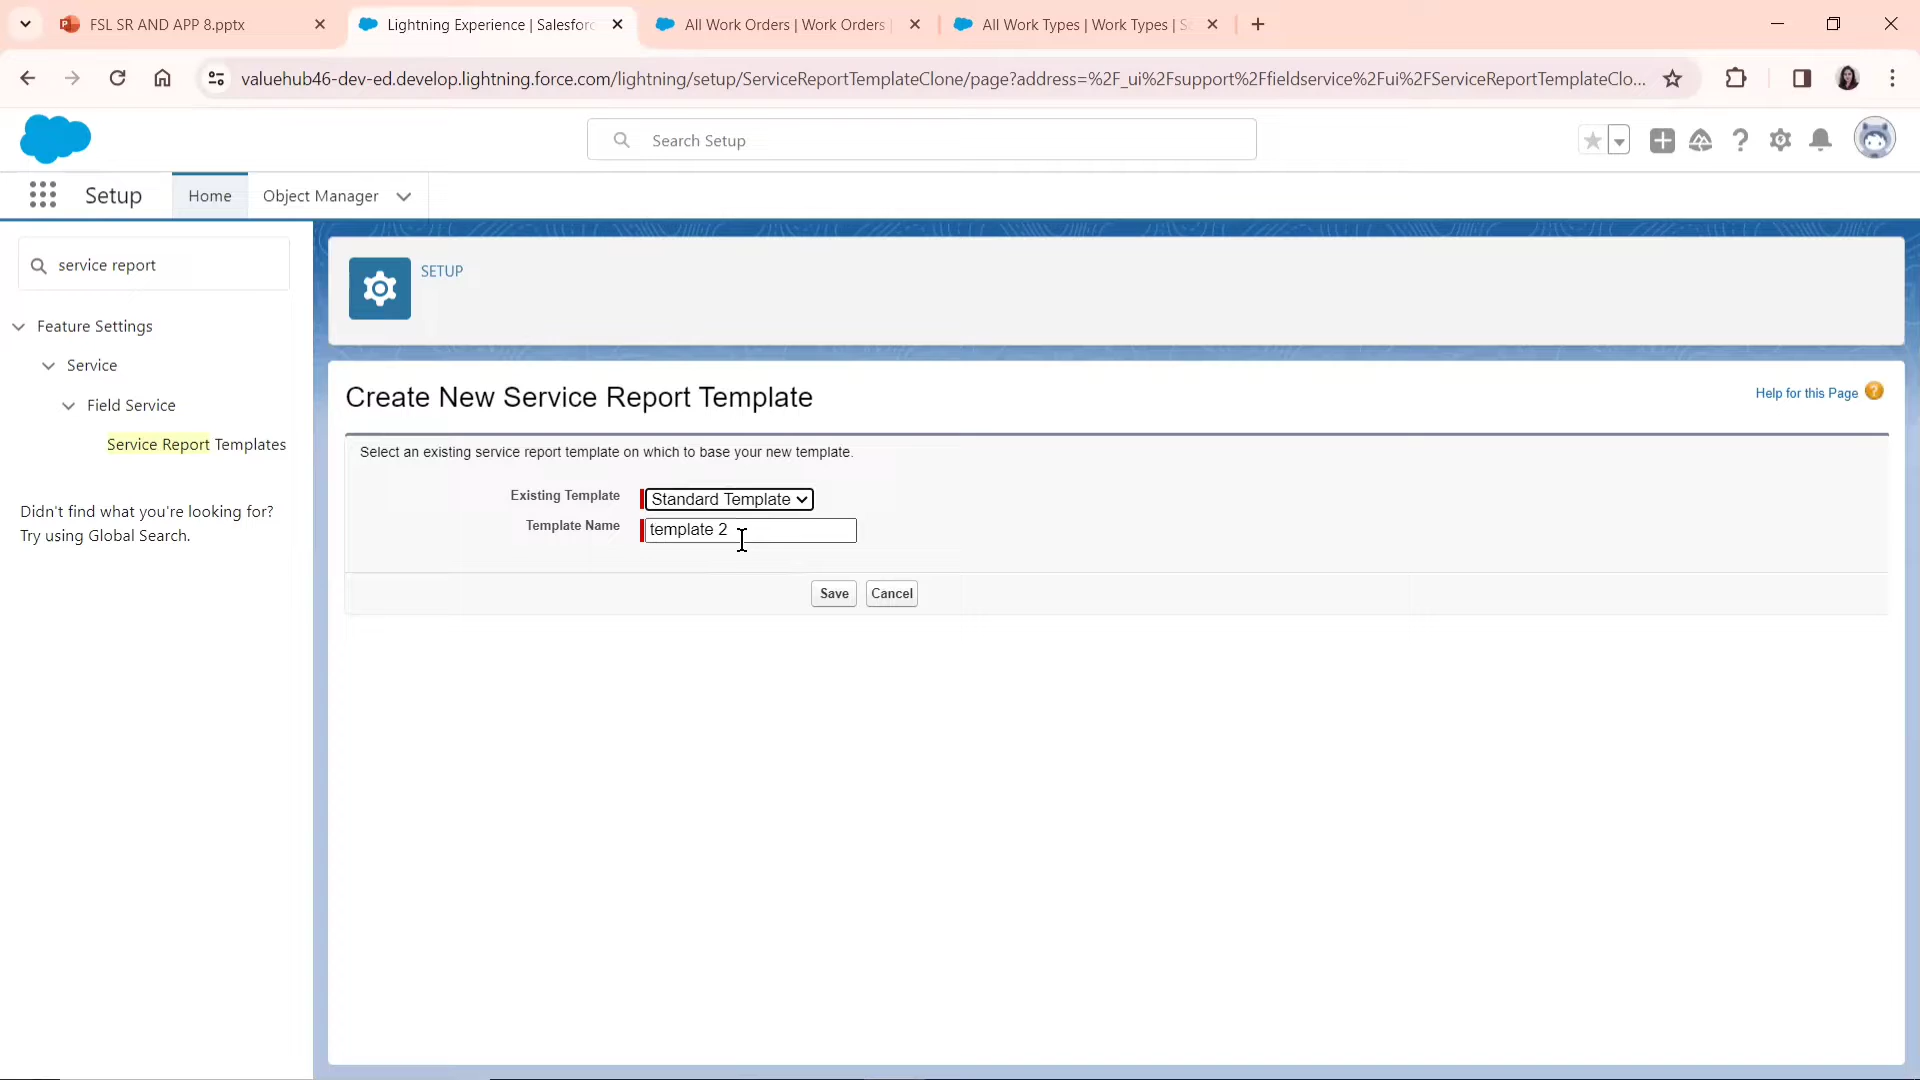 FSL SR AND APP 8.pptx
Lightning Experience | Salesforc
All Work Orders | Work Orders |
All Work Types | Work Types | S
valuehub46-dev-ed.develop.lightning.force.com/lightning/setup/ServiceReportTemplateClone/page?address=%2F_ui%2Fsupport%2Ffieldservice%2Fui%2FServiceReportTemplateClo...
Search Setup
Setup
Home
Object Manager
service report
Feature Settings
Service
Field Service
Service Report Templates
Didn't find what you're looking for?
Try using Global Search.
SETUP
Create New Service Report Template
Help for this Page
Select an existing service report template on which to base your new template.
Existing Template
Standard Template
Template Name
template 2
Save
Cancel